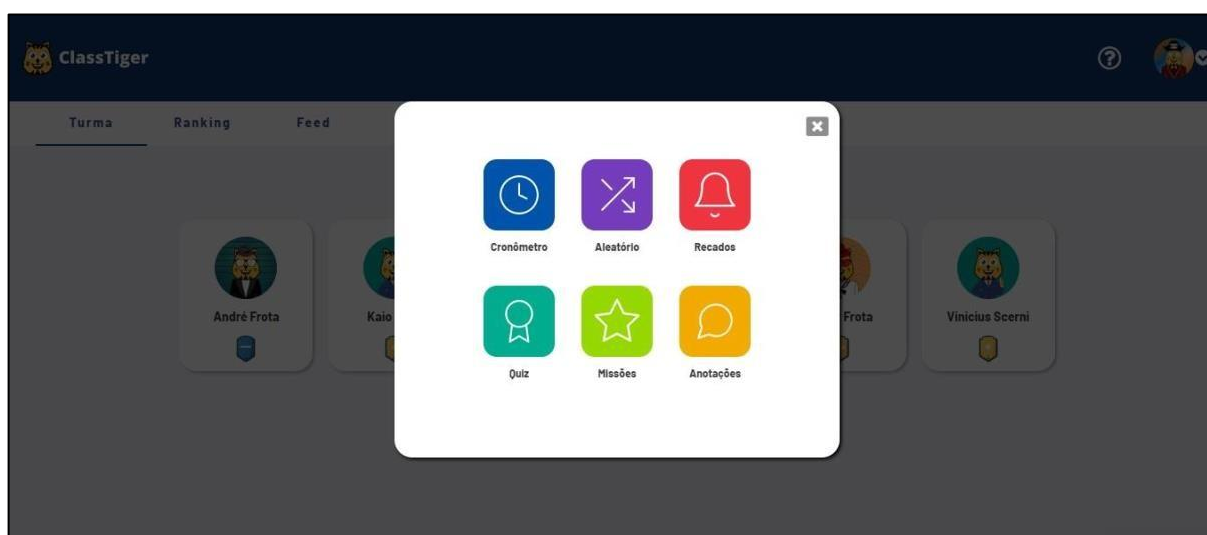 ClassTiger
Turma Ranking Feed
Cronômetro Aleatório Recados
André Frota Kaio Frota Vinicius Scerni
Quiz Missões Anotações